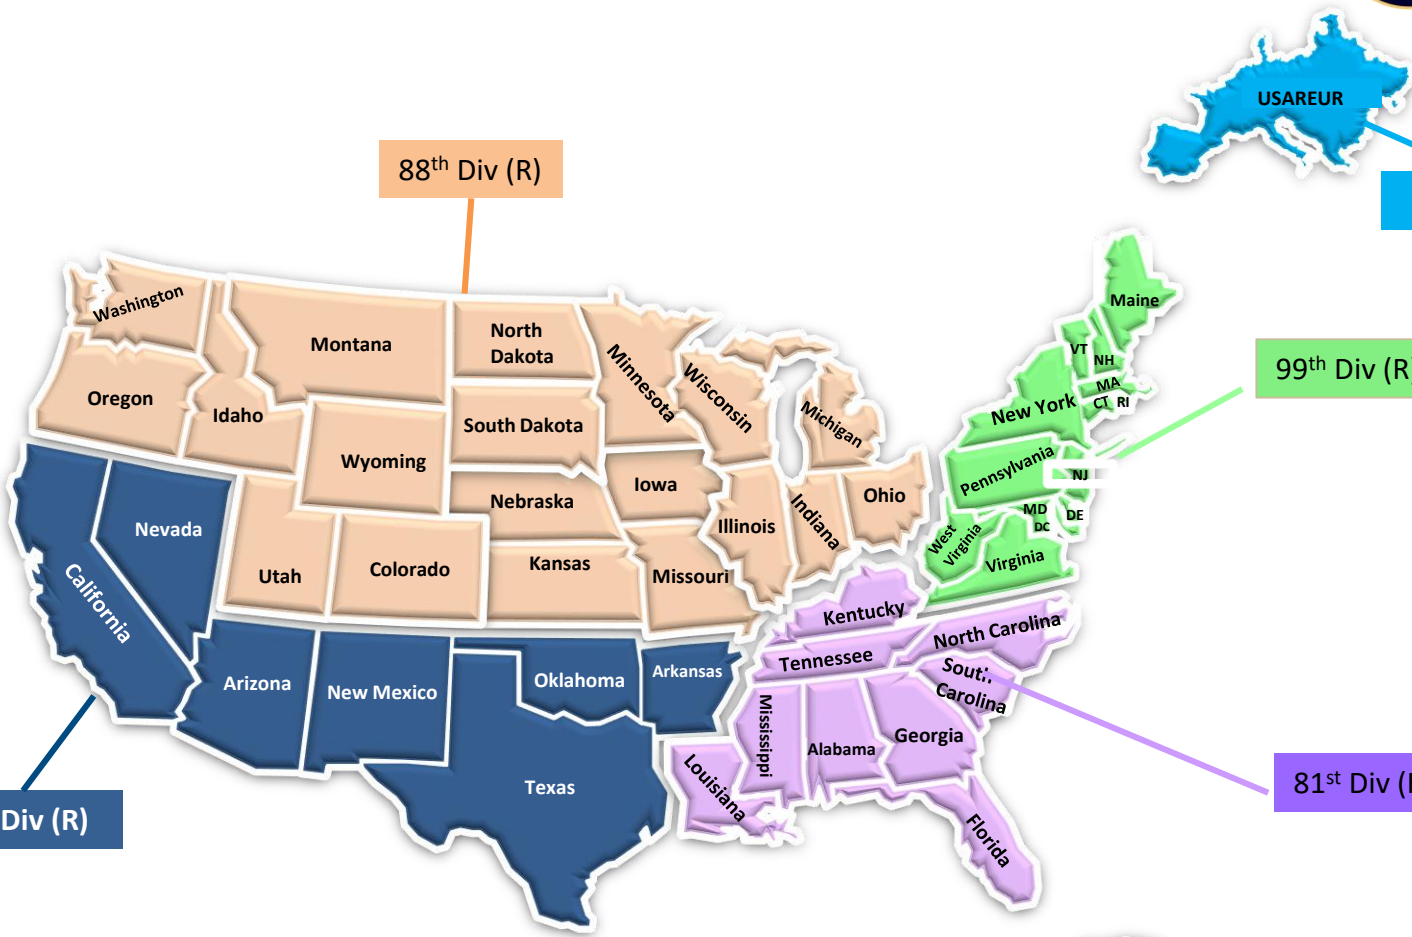 USAREUR
88th Div (R)
Maine
Washington
VT
NH
Montana
North
Dakota
Minnesota
Wisconsin
99th Div (R)
MA
CT
RI
New York
Oregon
Idaho
South Dakota
Michigan
Wyoming
Pennsylvania
NJ
Nebraska
Iowa
Ohio
Illinois
Indiana
MD
DC
DE
Nevada
West
Virginia
Virginia
Utah
Colorado
Kansas
Missouri
California
Kentucky
North Carolina
Tennessee
South
Carolina
Arizona
New Mexico
Oklahoma
Arkansas
Mississippi
Alabama
Georgia
Louisiana
Texas
81st Div (
Div (R)
Florida